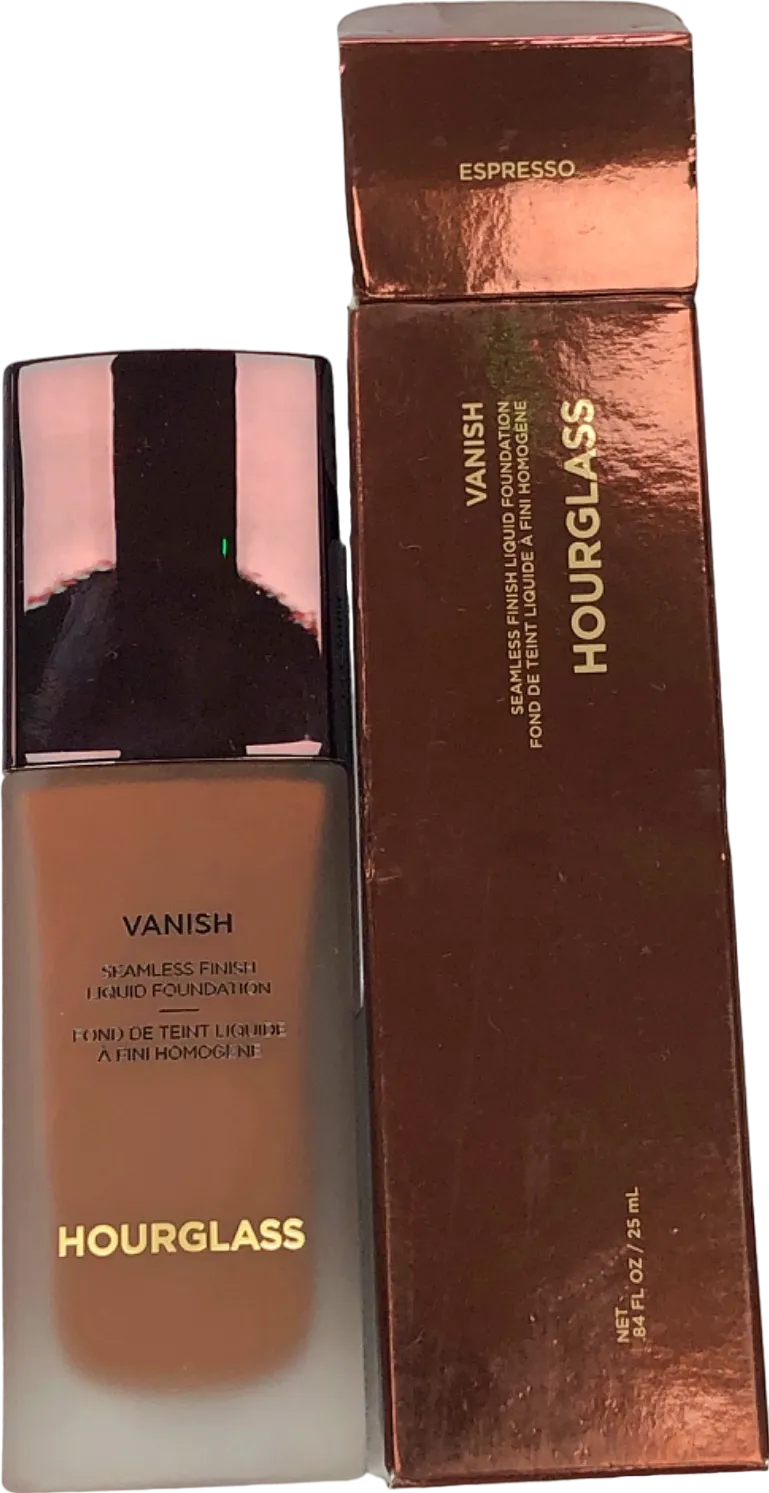 ESPRESSO
VANISH
SEAMLESS FINISH LIQUID FOUNDATION
FOND DE TEINT LIQUIDE À FINI HOMOGÈNE
HOURGLASS
NET
.84 FL OZ / 25 mL
VANISH
SEAMLESS FINISH
LIQUID FOUNDATION
FOND DE TEINT LIQUIDE
À FINI HOMOGÈNE
HOURGLASS